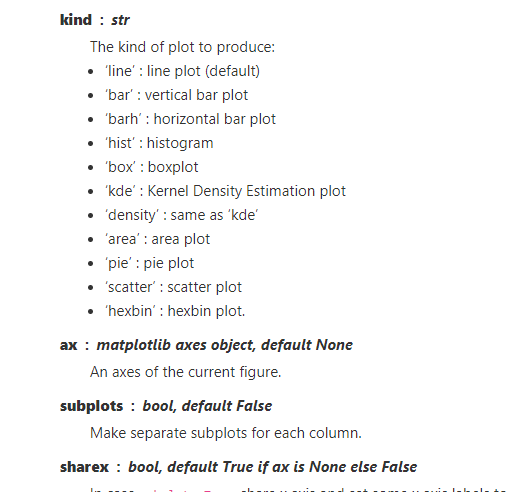 kind : str
The kind of plot to produce:
• ‘line’ : line plot (default)
• ‘bar’ : vertical bar plot
• ‘barh’ : horizontal bar plot
• ‘hist’ : histogram
• ‘box’ : boxplot
• ‘kde’ : Kernel Density Estimation plot
• ‘density’ : same as ‘kde’
• ‘area’ : area plot
• ‘pie’ : pie plot
• ‘scatter’ : scatter plot
• ‘hexbin’ : hexbin plot.
ax : matplotlib axes object, default None
An axes of the current figure.
subplots : bool, default False
Make separate subplots for each column.
sharex : bool, default True if ax is None else False